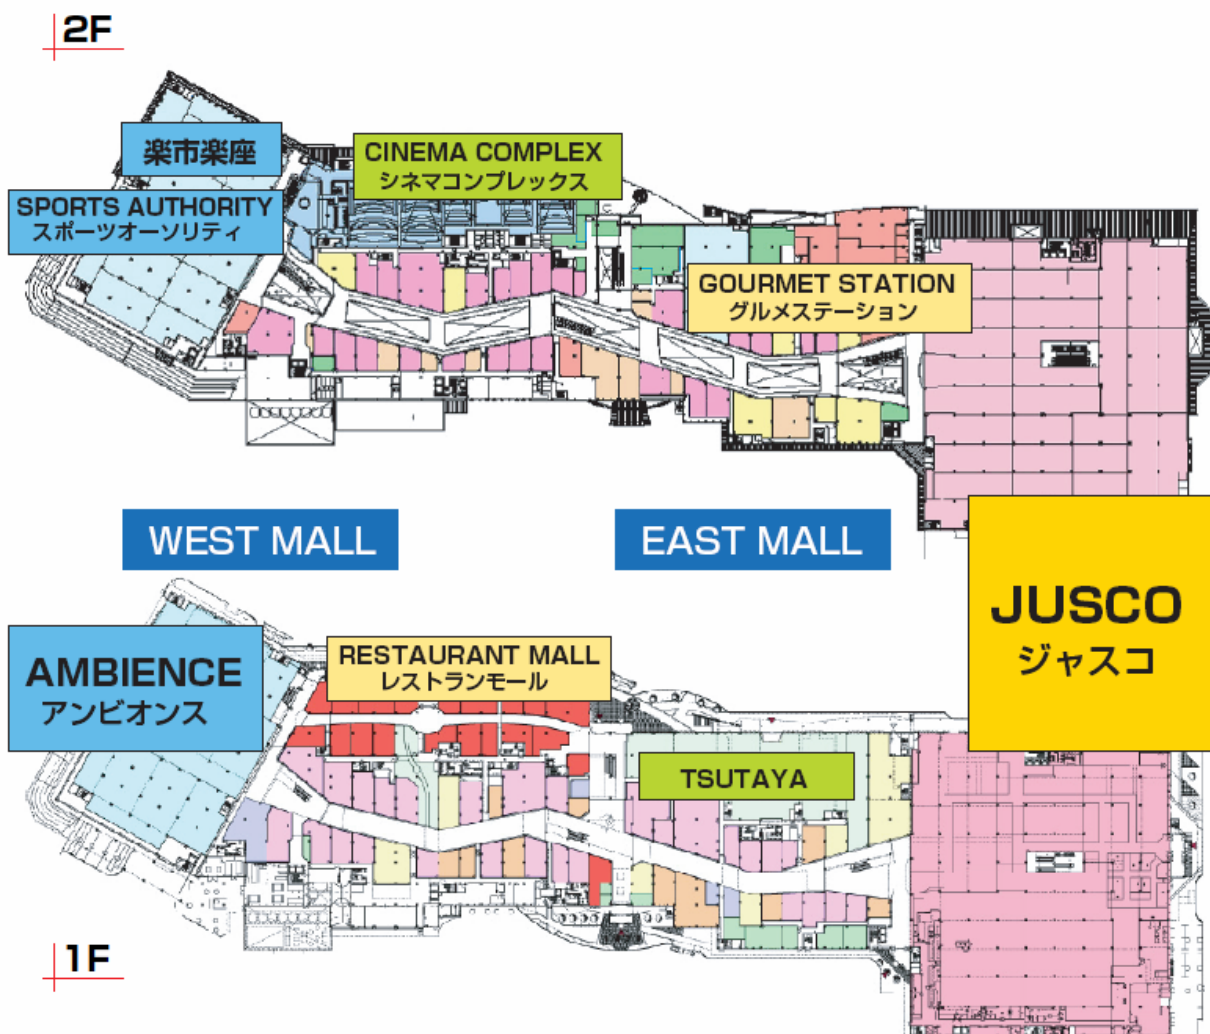 2F
楽市楽座
CINEMA COMPLEX
シネマコンプレックス
SPORTS AUTHORITY
スポーツオーソリティ
GOURMET STATION
グルメステーション
WEST MALL
EAST MALL
JUSCO
ジャスコ
AMBIENCE
アンビオンス
RESTAURANT MALL
レストランモール
TSUTAYA
1F